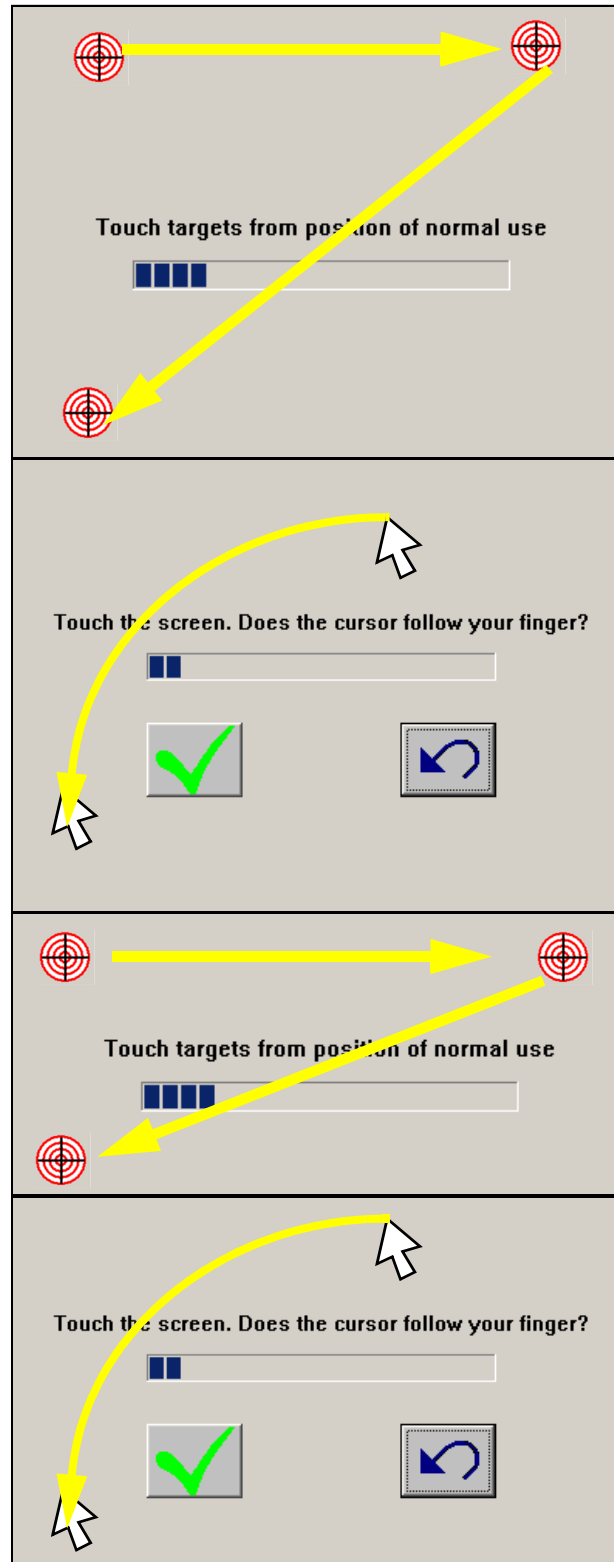 Touch targets from position of normal use
Touch the screen. Does the cursor follow your finger?
Touch targets from position of normal use
Touch the screen. Does the cursor follow your finger?